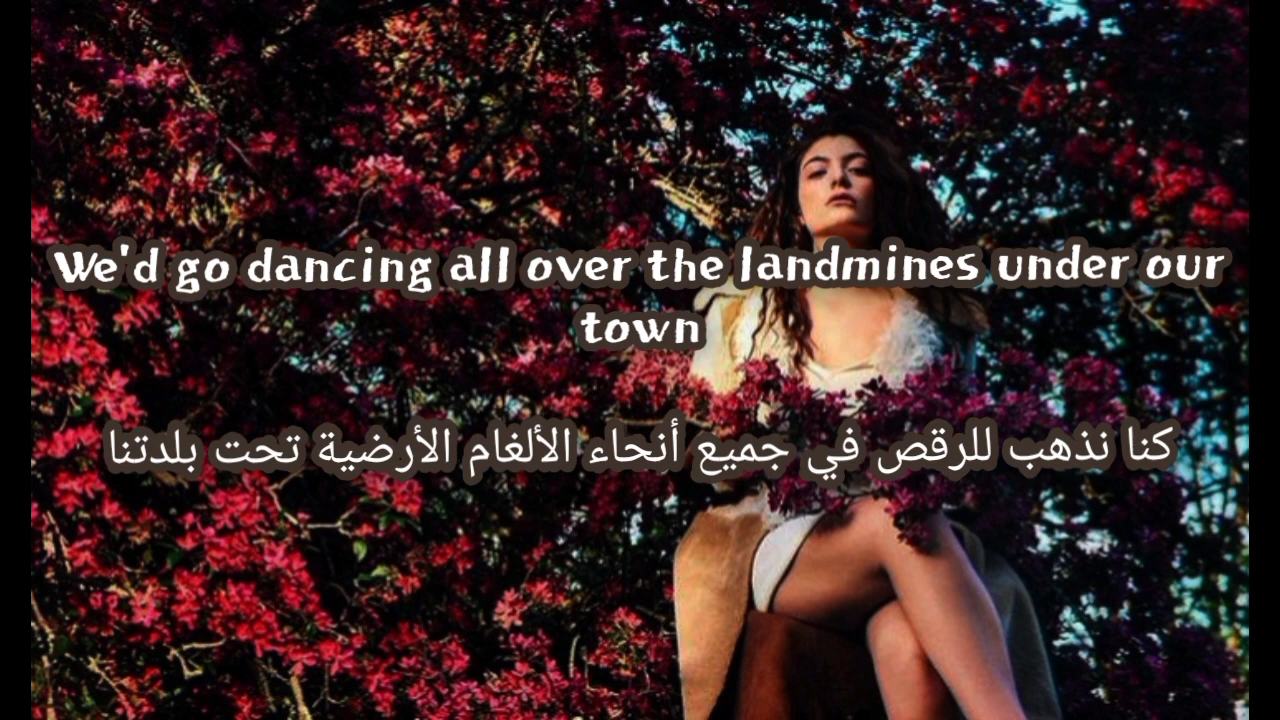 We'd go dancing all over the landmines under our
town
كنا نذهب للرقص في جميع أنحاء الألغام الأرضية تحت بلدتنا